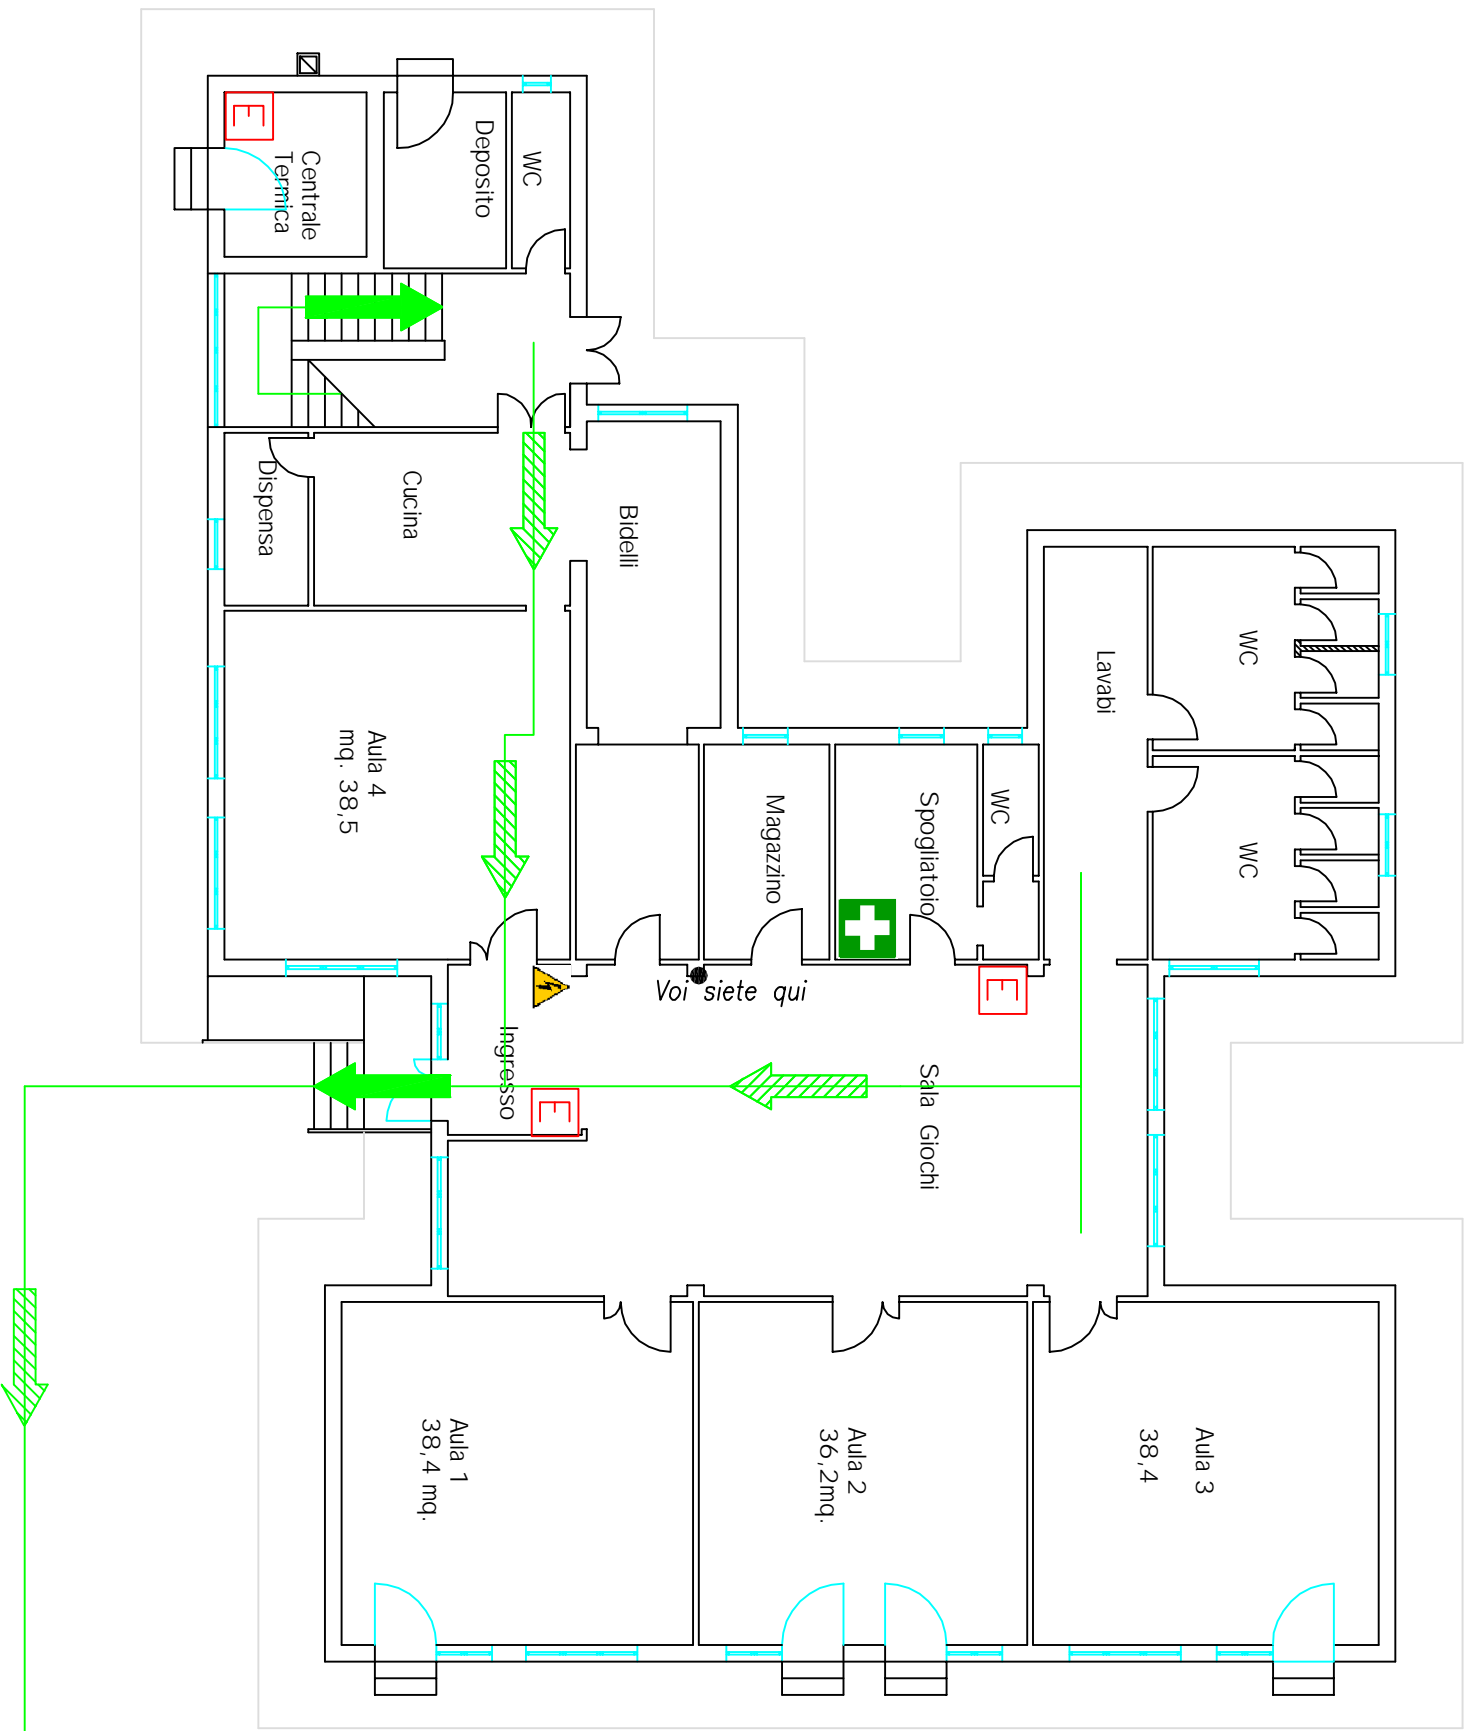 E
Centrale
Termica
Deposito
WC
Dispensa
Cucina
Bidelli
Aula 4
mq. 38,5
Magazzino
Spogliatoio
WC
Lavabi
WC
WC
Voi siete qui
E
Ingresso
E
Sala Giochi
Aula 1
38,4 mq.
Aula 2
36,2mq.
Aula 3
38,4